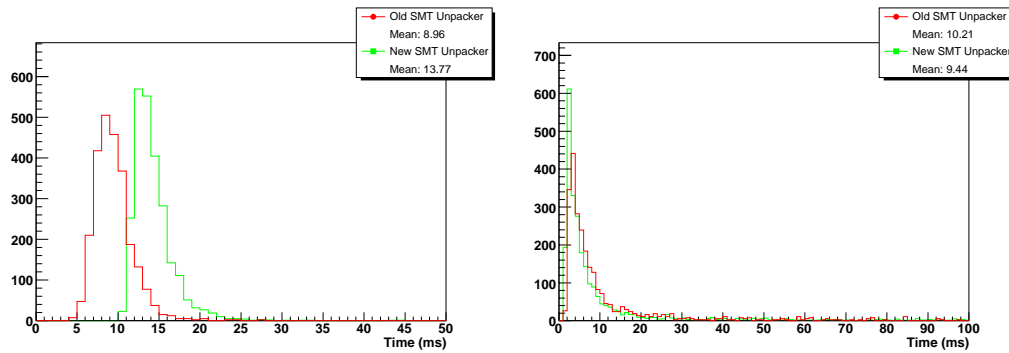 Old SMT Unpacker
Mean: 8.96
New SMT Unpacker
Mean: 13.77
600
500
400
300
200
100
0
0 5 10 15 20 25 30 35 40 45 50
Time (ms)
Old SMT Unpacker
Mean: 10.21
New SMT Unpacker
Mean: 9.44
700
600
500
400
300
200
100
0
0 10 20 30 40 50 60 70 80 90 100
Time (ms)